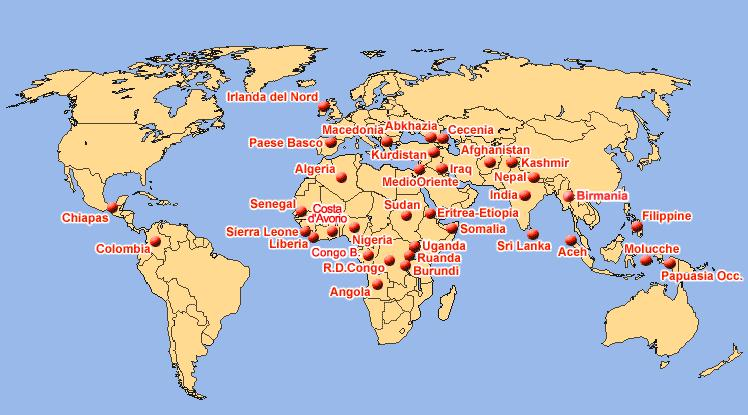 Irlanda del Nord
Macedonia
Abkhazia
Cecenia
Paese Basco
Kurdistan
Afghanistan
Kashmir
Algeria
MedioOriente
Iraq
Nepal
India
Birmania
Chiapas
Senegal
Costa
d'Avorio
Sudan
Eritrea-Etiopia
Filippine
Sierra Leone
Somalia
Liberia
Nigeria
Colombia
Congo B.
Uganda
Sri Lanka
Aceh
Molucche
R.D.Congo
Ruanda
Burundi
Papuasia Occ.
Angola